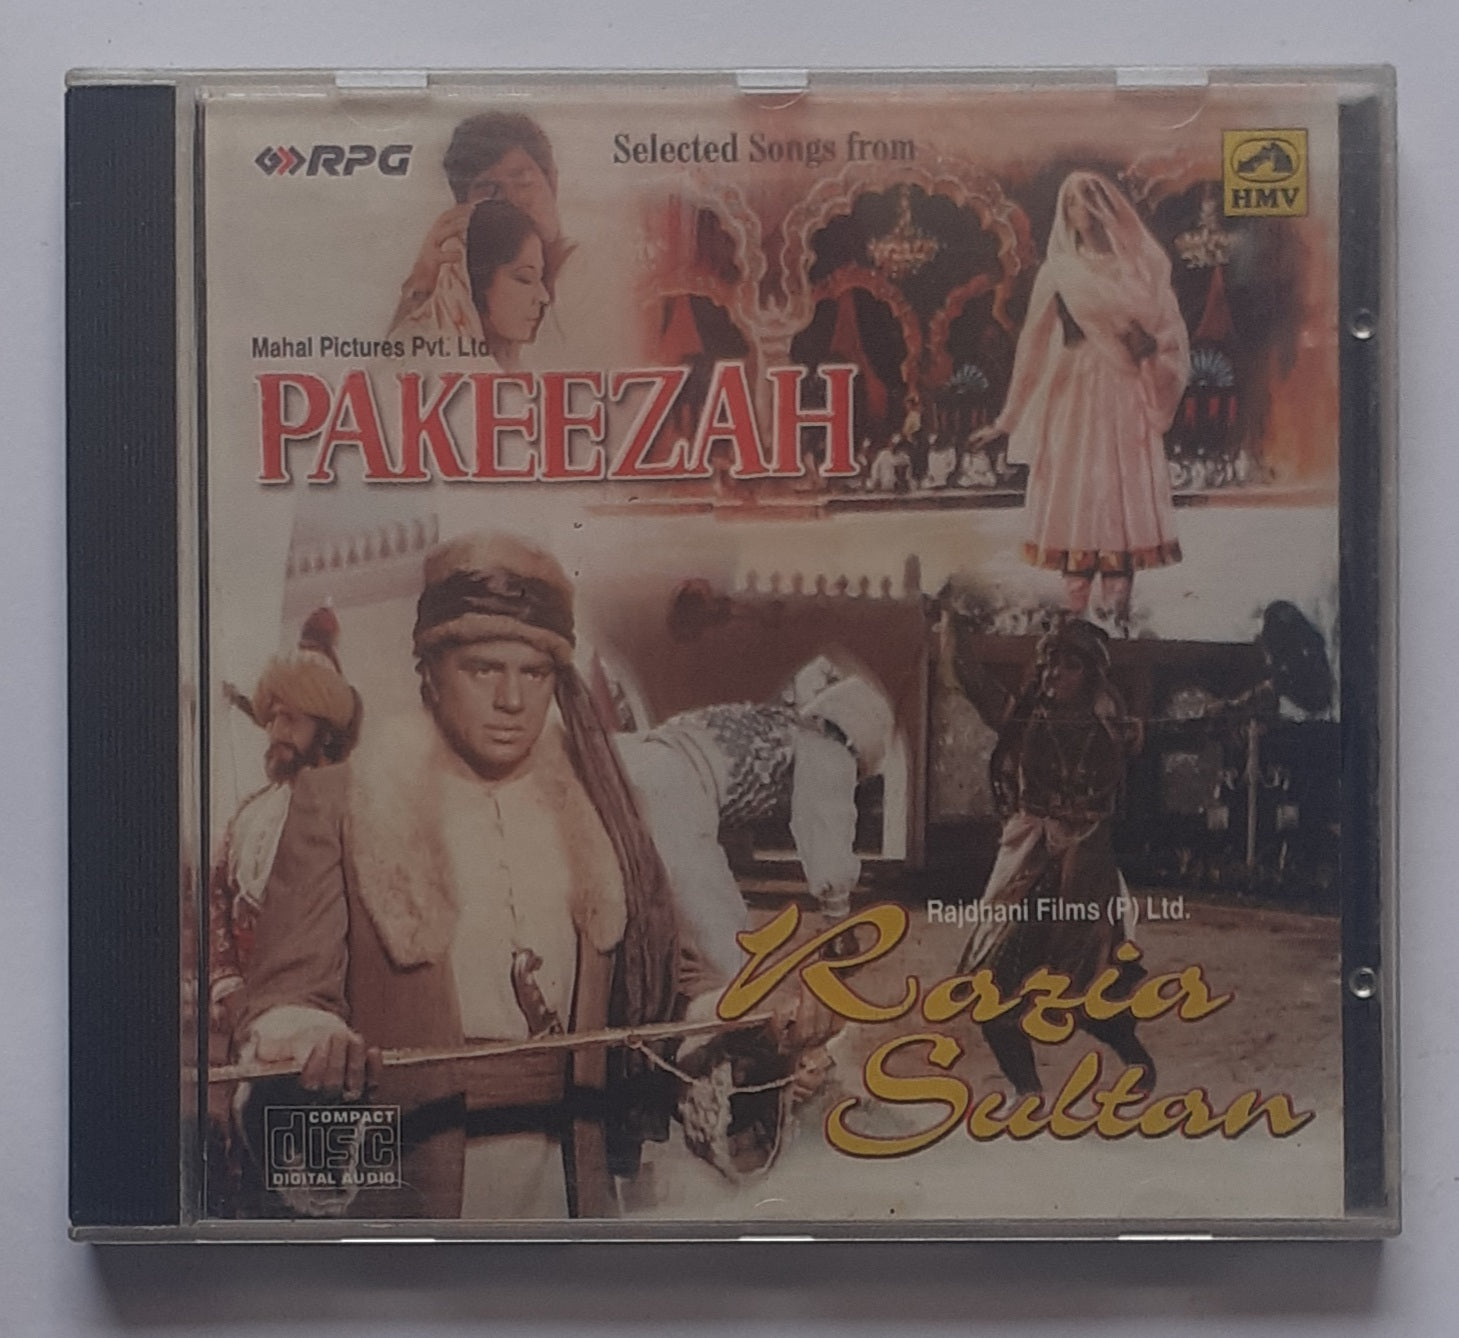 RPG
Selected Songs from
HMV
Mahal Pictures Pvt. Ltd.
PAKEEZAH
Rajdhani Films (P) Ltd.
Razia
Sultan
COMPACT
disc
DIGITAL AUDIO